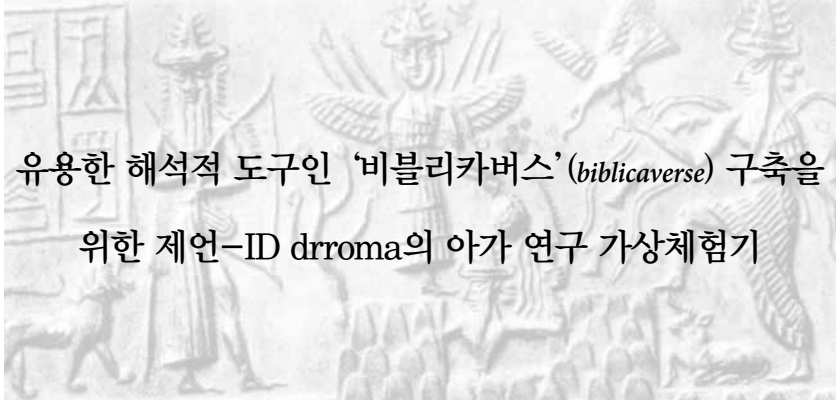 유용한 해석적 도구인 ‘비블리카버스’(biblicaverse) 구축을
위한 제언–ID drroma의 아가 연구 가상체험기